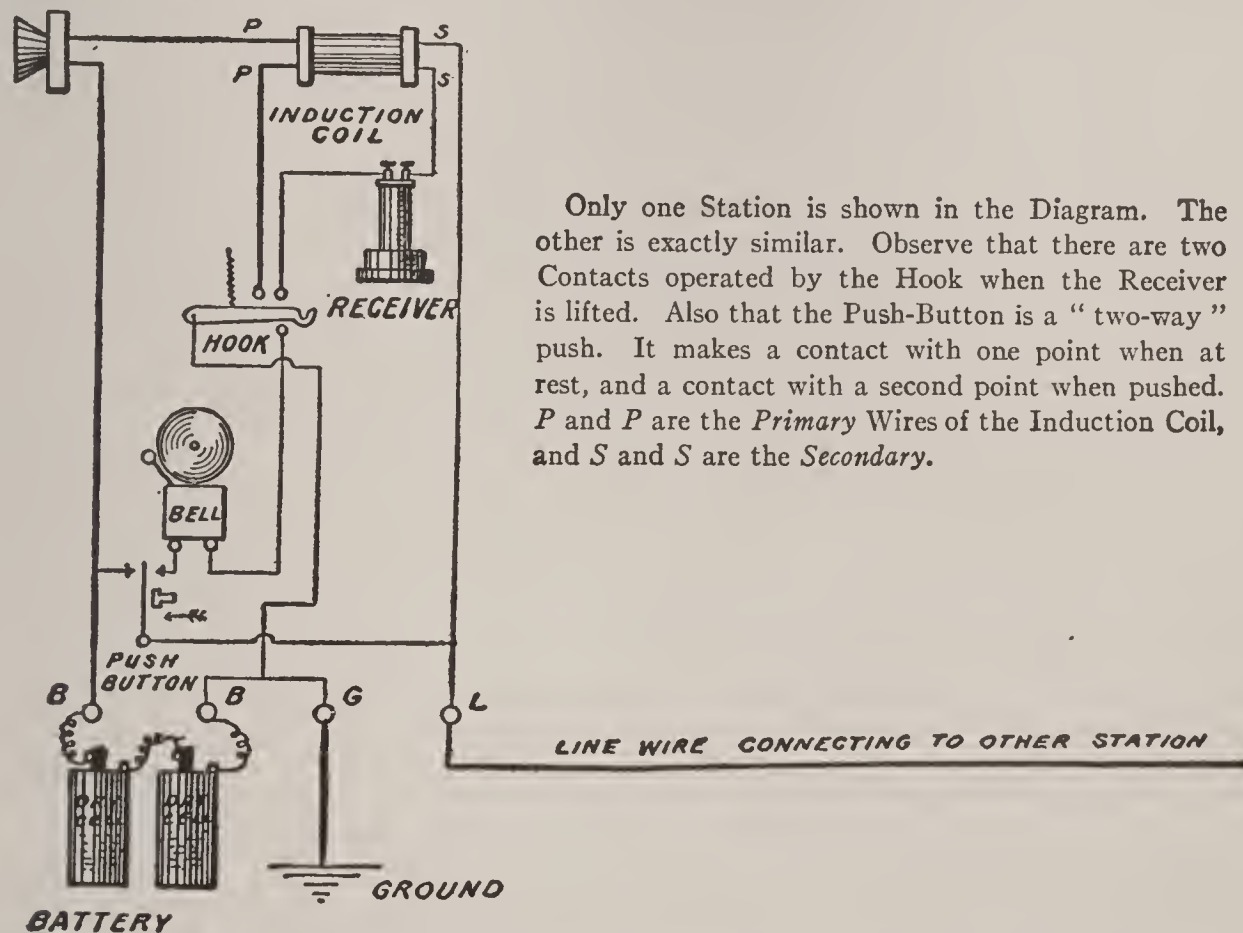 P
S
P
S
INDUCTION
COIL
RECEIVER
HOOK
BELL
PUSH
BUTTON
B
B
G
L
LINE WIRE CONNECTING TO OTHER STATION
DRY
CELL
DRY
CELL
GROUND
BATTERY
Only one Station is shown in the Diagram. The
other is exactly similar. Observe that there are two
Contacts operated by the Hook when the Receiver
is lifted. Also that the Push-Button is a “ two-way ”
push. It makes a contact with one point when at
rest, and a contact with a second point when pushed.
P and P are the Primary Wires of the Induction Coil,
and S and S are the Secondary.